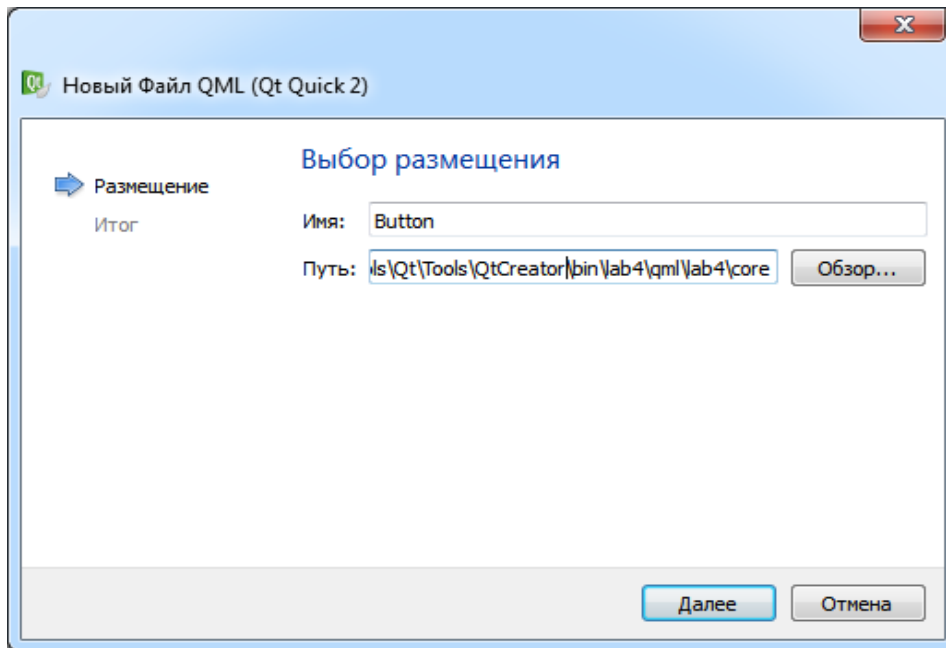 Новый Файл QML (Qt Quick 2)
Выбор размещения
Размещение
Итог
Имя: Button
Путь: ls\Qt\Tools\QtCreator\bin\lab4\qml\lab4\core Обзор...
Далее Отмена